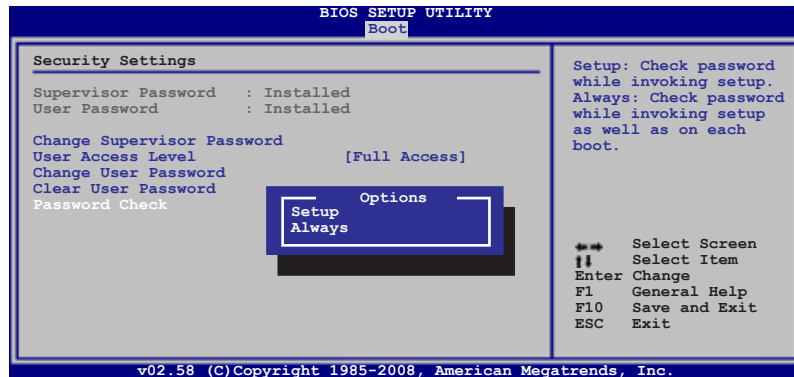 BIOS SETUP UTILITY
Boot
Security Settings
Supervisor Password : Installed
User Password : Installed
Change Supervisor Password
User Access Level [Full Access]
Change User Password
Clear User Password
Password Check
Options
Setup
Always
Setup: Check password
while invoking setup.
Always: Check password
while invoking setup
as well as on each
boot.
Select Screen
Select Item
Enter Change
F1 General Help
F10 Save and Exit
ESC Exit
v02.58 (C)Copyright 1985-2008, American Megatrends, Inc.